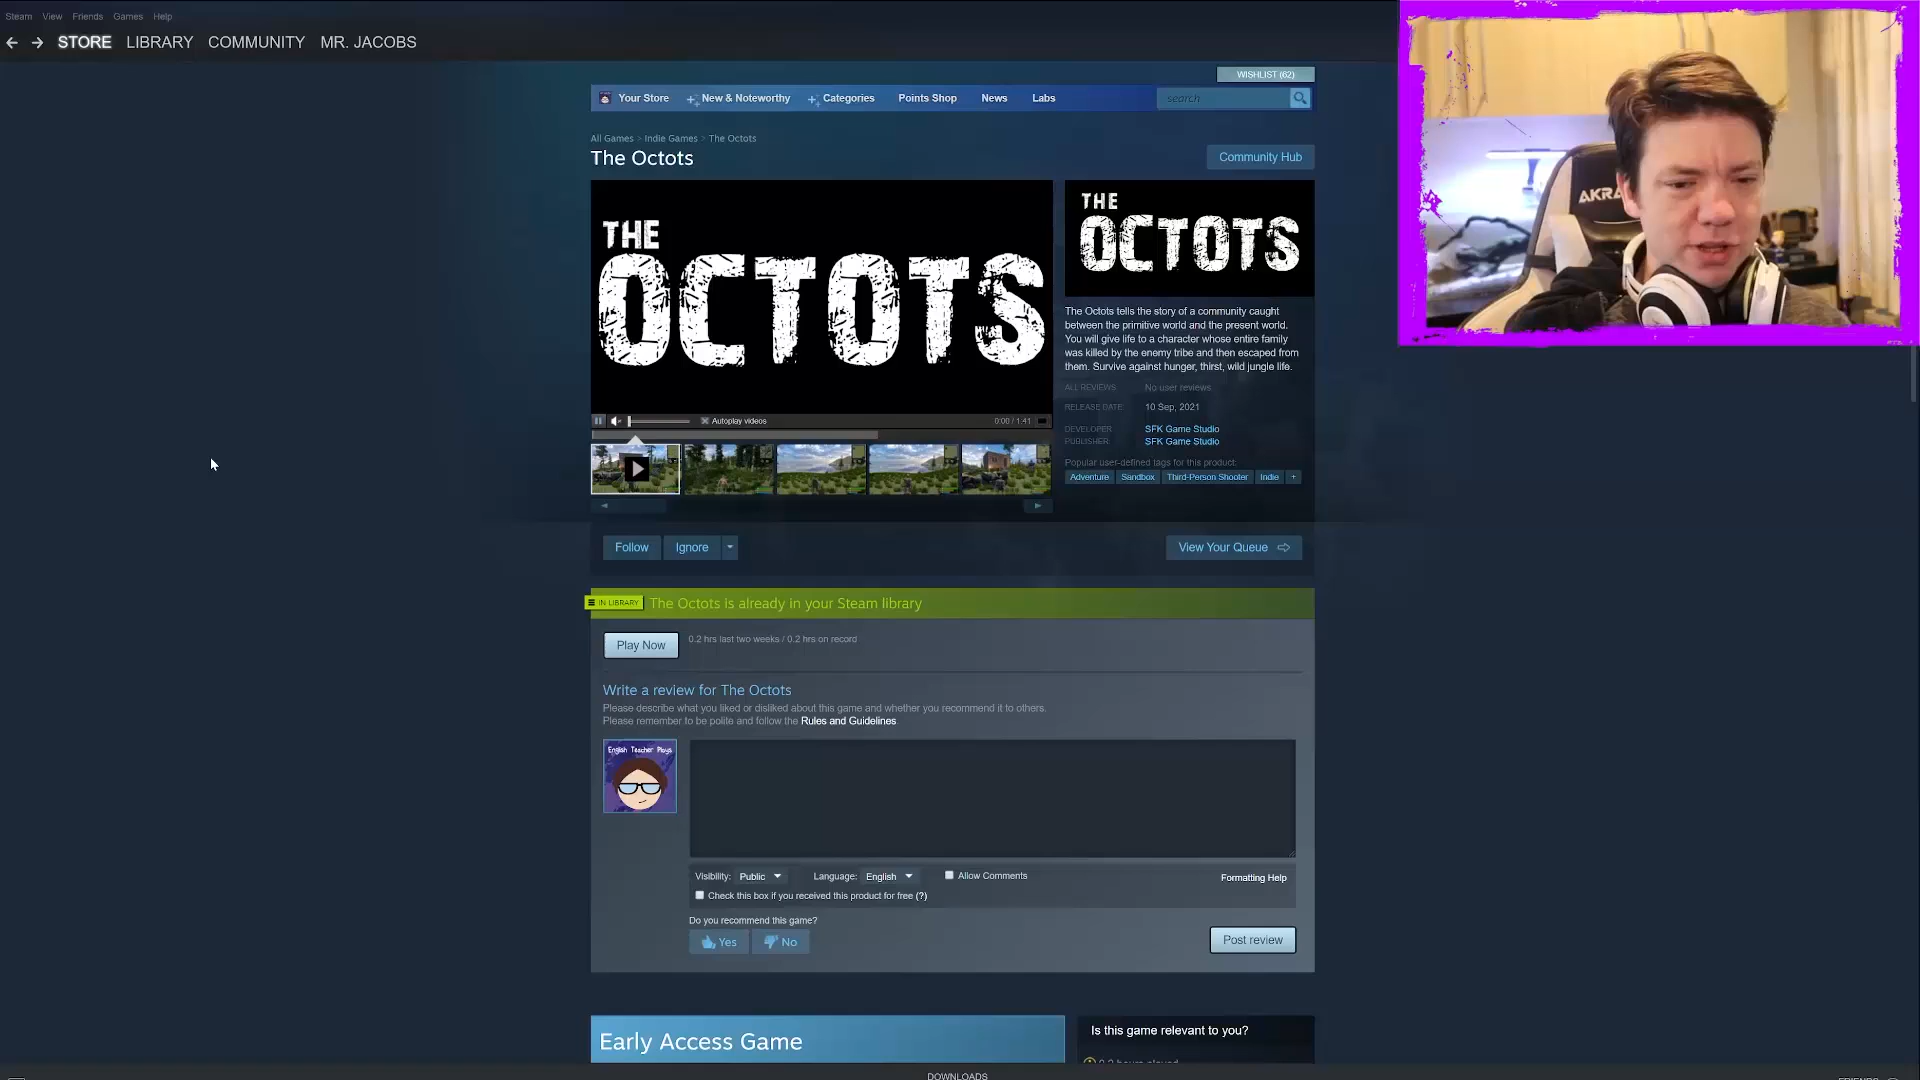 Steam View Friends Games Help
STORE LIBRARY COMMUNITY MR. JACOBS
WISHLIST (62)
Your Store New & Noteworthy Categories Points Shop News Labs search
All Games > Indie Games > The Octots
The Octots
Community Hub
THE
OCTOTS
THE
OCTOTS
The Octots tells the story of a community caught
between the primitive world and the present world.
You will give life to a character whose entire family
was killed by the enemy tribe and then escaped from
them. Survive against hunger, thirst, wild jungle life.
ALL REVIEWS: No user reviews
RELEASE DATE: 10 Sep, 2021
DEVELOPER: SFK Game Studio
PUBLISHER: SFK Game Studio
Popular user-defined tags for this product:
Adventure Sandbox Third-Person Shooter Indie +
Autoplay videos 0:00 / 1:41
Follow Ignore View Your Queue
IN LIBRARY The Octots is already in your Steam library
Play Now 0.2 hrs last two weeks / 0.2 hrs on record
Write a review for The Octots
Please describe what you liked or disliked about this game and whether you recommend it to others.
Please remember to be polite and follow the Rules and Guidelines.
English Teacher Plays
Visibility: Public Language: English Allow Comments Formatting Help
Check this box if you received this product for free (?)
Do you recommend this game?
Yes No Post review
Early Access Game
Is this game relevant to you?
DOWNLOADS